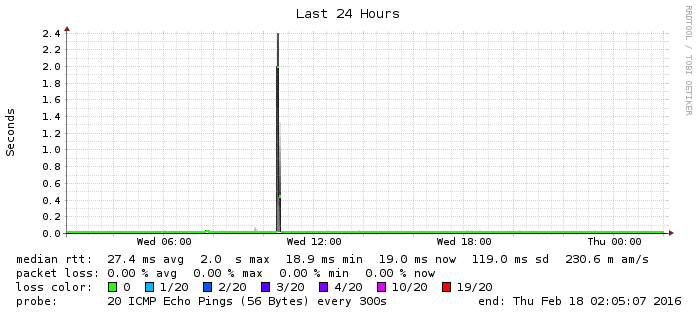 Last 24 Hours
RRDTOOL / TOBI OETIKER
Seconds
2.4
2.2
2.0
1.8
1.6
1.4
1.2
1.0
0.8
0.6
0.4
0.2
0.0
Wed 06:00 Wed 12:00 Wed 18:00 Thu 00:00
median rtt: 27.4 ms avg 2.0 s max 18.9 ms min 19.0 ms now 119.0 ms sd 230.6 m am/s
packet loss: 0.00 % avg 0.00 % max 0.00 % min 0.00 % now
loss color: 0 1/20 2/20 3/20 4/20 10/20 19/20
probe: 20 ICMP Echo Pings (56 Bytes) every 300s end: Thu Feb 18 02:05:07 2016